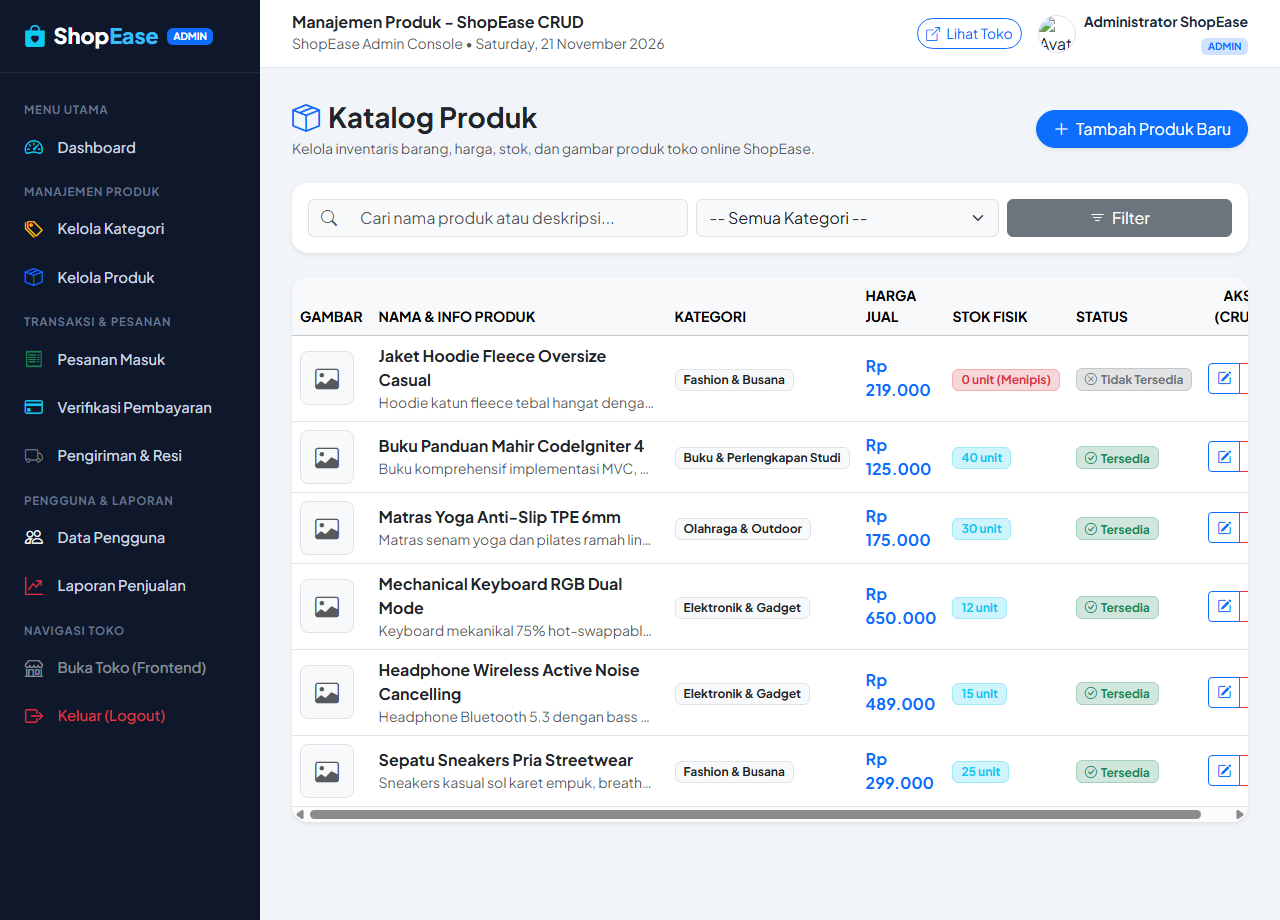 ShopEase ADMIN
MENU UTAMA
Dashboard
MANAJEMEN PRODUK
Kelola Kategori
Kelola Produk
TRANSAKSI & PESANAN
Pesanan Masuk
Verifikasi Pembayaran
Pengiriman & Resi
PENGGUNA & LAPORAN
Data Pengguna
Laporan Penjualan
NAVIGASI TOKO
Buka Toko (Frontend)
Keluar (Logout)
Manajemen Produk - ShopEase CRUD
ShopEase Admin Console • Saturday, 21 November 2026
Lihat Toko
Avat
Administrator ShopEase
ADMIN
Katalog Produk
Kelola inventaris barang, harga, stok, dan gambar produk toko online ShopEase.
Tambah Produk Baru
Cari nama produk atau deskripsi...
-- Semua Kategori --
Filter
GAMBAR NAMA & INFO PRODUK KATEGORI HARGA JUAL STOK FISIK STATUS AKS (CRU
Jaket Hoodie Fleece Oversize
Casual
Hoodie katun fleece tebal hangat denga...
Fashion & Busana
Rp
219.000
0 unit (Menipis)
Tidak Tersedia
Buku Panduan Mahir CodeIgniter 4
Buku komprehensif implementasi MVC, ...
Buku & Perlengkapan Studi
Rp
125.000
40 unit
Tersedia
Matras Yoga Anti-Slip TPE 6mm
Matras senam yoga dan pilates ramah lin...
Olahraga & Outdoor
Rp
175.000
30 unit
Tersedia
Mechanical Keyboard RGB Dual
Mode
Keyboard mekanikal 75% hot-swappabl...
Elektronik & Gadget
Rp
650.000
12 unit
Tersedia
Headphone Wireless Active Noise
Cancelling
Headphone Bluetooth 5.3 dengan bass ...
Elektronik & Gadget
Rp
489.000
15 unit
Tersedia
Sepatu Sneakers Pria Streetwear
Sneakers kasual sol karet empuk, breath...
Fashion & Busana
Rp
299.000
25 unit
Tersedia